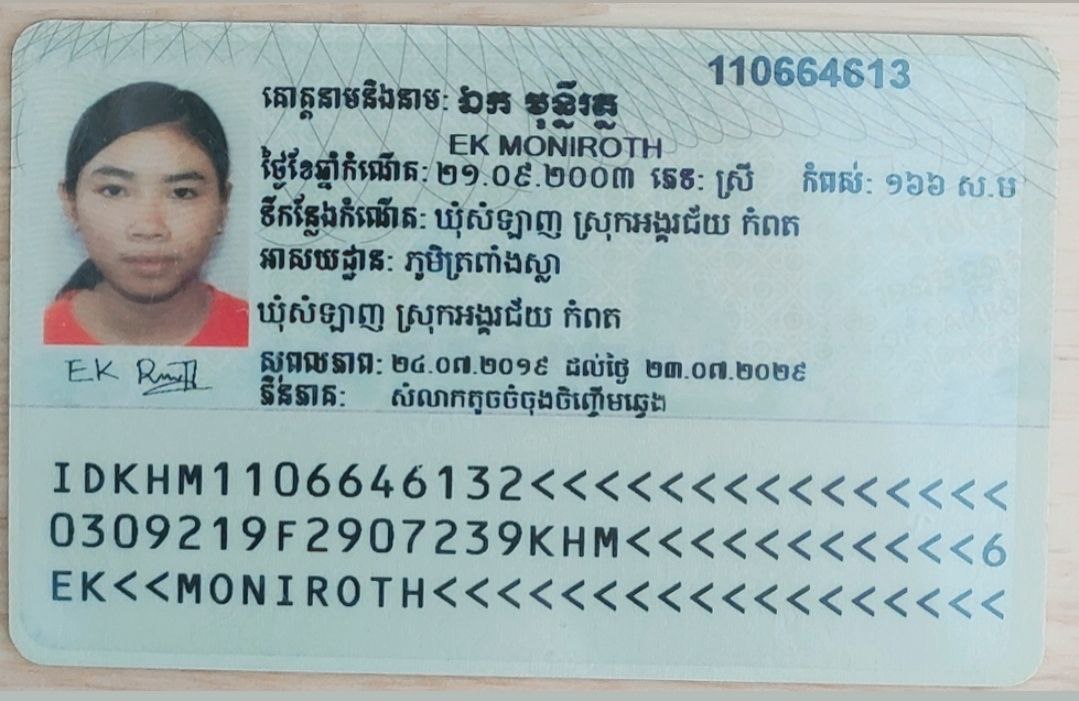 110664613
គោត្តនាមនិងនាម: ឯក មុន្នីរត្ន
EK MONIROTH
ថ្ងៃខែឆ្នាំកំណើត: ២១.០៩.២០០៣ ភេទ: ស្រី កំពស់: ១៦៦ ស.ម
ទីកន្លែងកំណើត: ឃុំសំឡាញ ស្រុកអង្គរជ័យ កំពត
អាសយដ្ឋាន: ភូមិត្រពាំងស្លា
ឃុំសំឡាញ ស្រុកអង្គរជ័យ កំពត
សុពលភាព: ២៤.០៧.២០១៩ ដល់ថ្ងៃ ២៣.០៧.២០២៩
ភិនភាគ: សំលាកតូចចំចុងចិញ្ចើមឆ្វេង
EK
IDKHM1106646132<<<<<<<<<<<<<<<
0309219F2907239KHM<<<<<<<<<<<6
EK<<MONIROTH<<<<<<<<<<<<<<<<<<